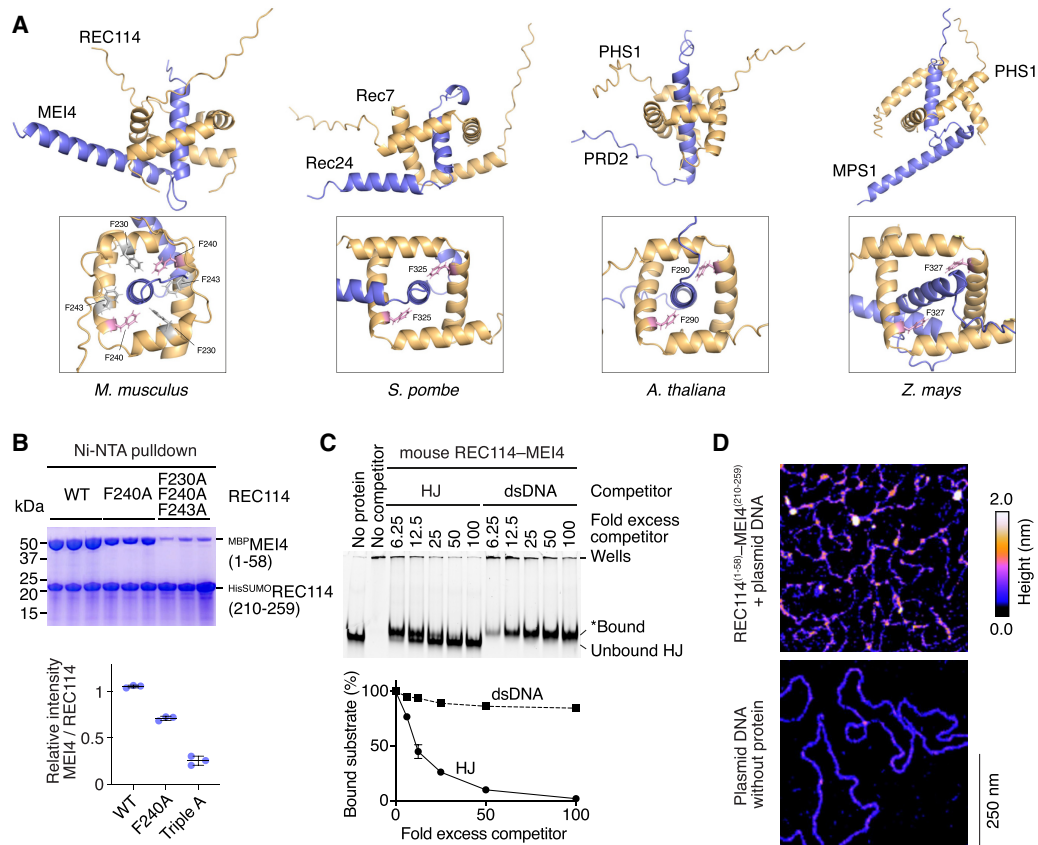 A
REC114
MEI4
Rec7
Rec24
PHS1
PRD2
PHS1
MPS1
F230
F240
F243
F243
F240
F230
F325
F325
F290
F290
F327
F327
M. musculus
S. pombe
A. thaliana
Z. mays
B
Ni-NTA pulldown
WT
F240A
F230A
F240A
F243A
REC114
kDa
50
37
25
20
15
MBPMEI4
(1-58)
HisSUMOREC114
(210-259)
Relative intensity
MEI4 / REC114
1
0.5
0
WT
F240A
Triple A
C
mouse REC114–MEI4
No protein
No competitor
HJ
dsDNA
Competitor
6.25
12.5
25
50
100
6.25
12.5
25
50
100
Fold excess
competitor
Wells
*Bound
Unbound HJ
Bound substrate (%)
100
50
0
dsDNA
HJ
0
50
100
Fold excess competitor
D
REC114(1-58)–MEI4(210-259)
+ plasmid DNA
2.0
0.0
Height (nm)
Plasmid DNA
without protein
250 nm